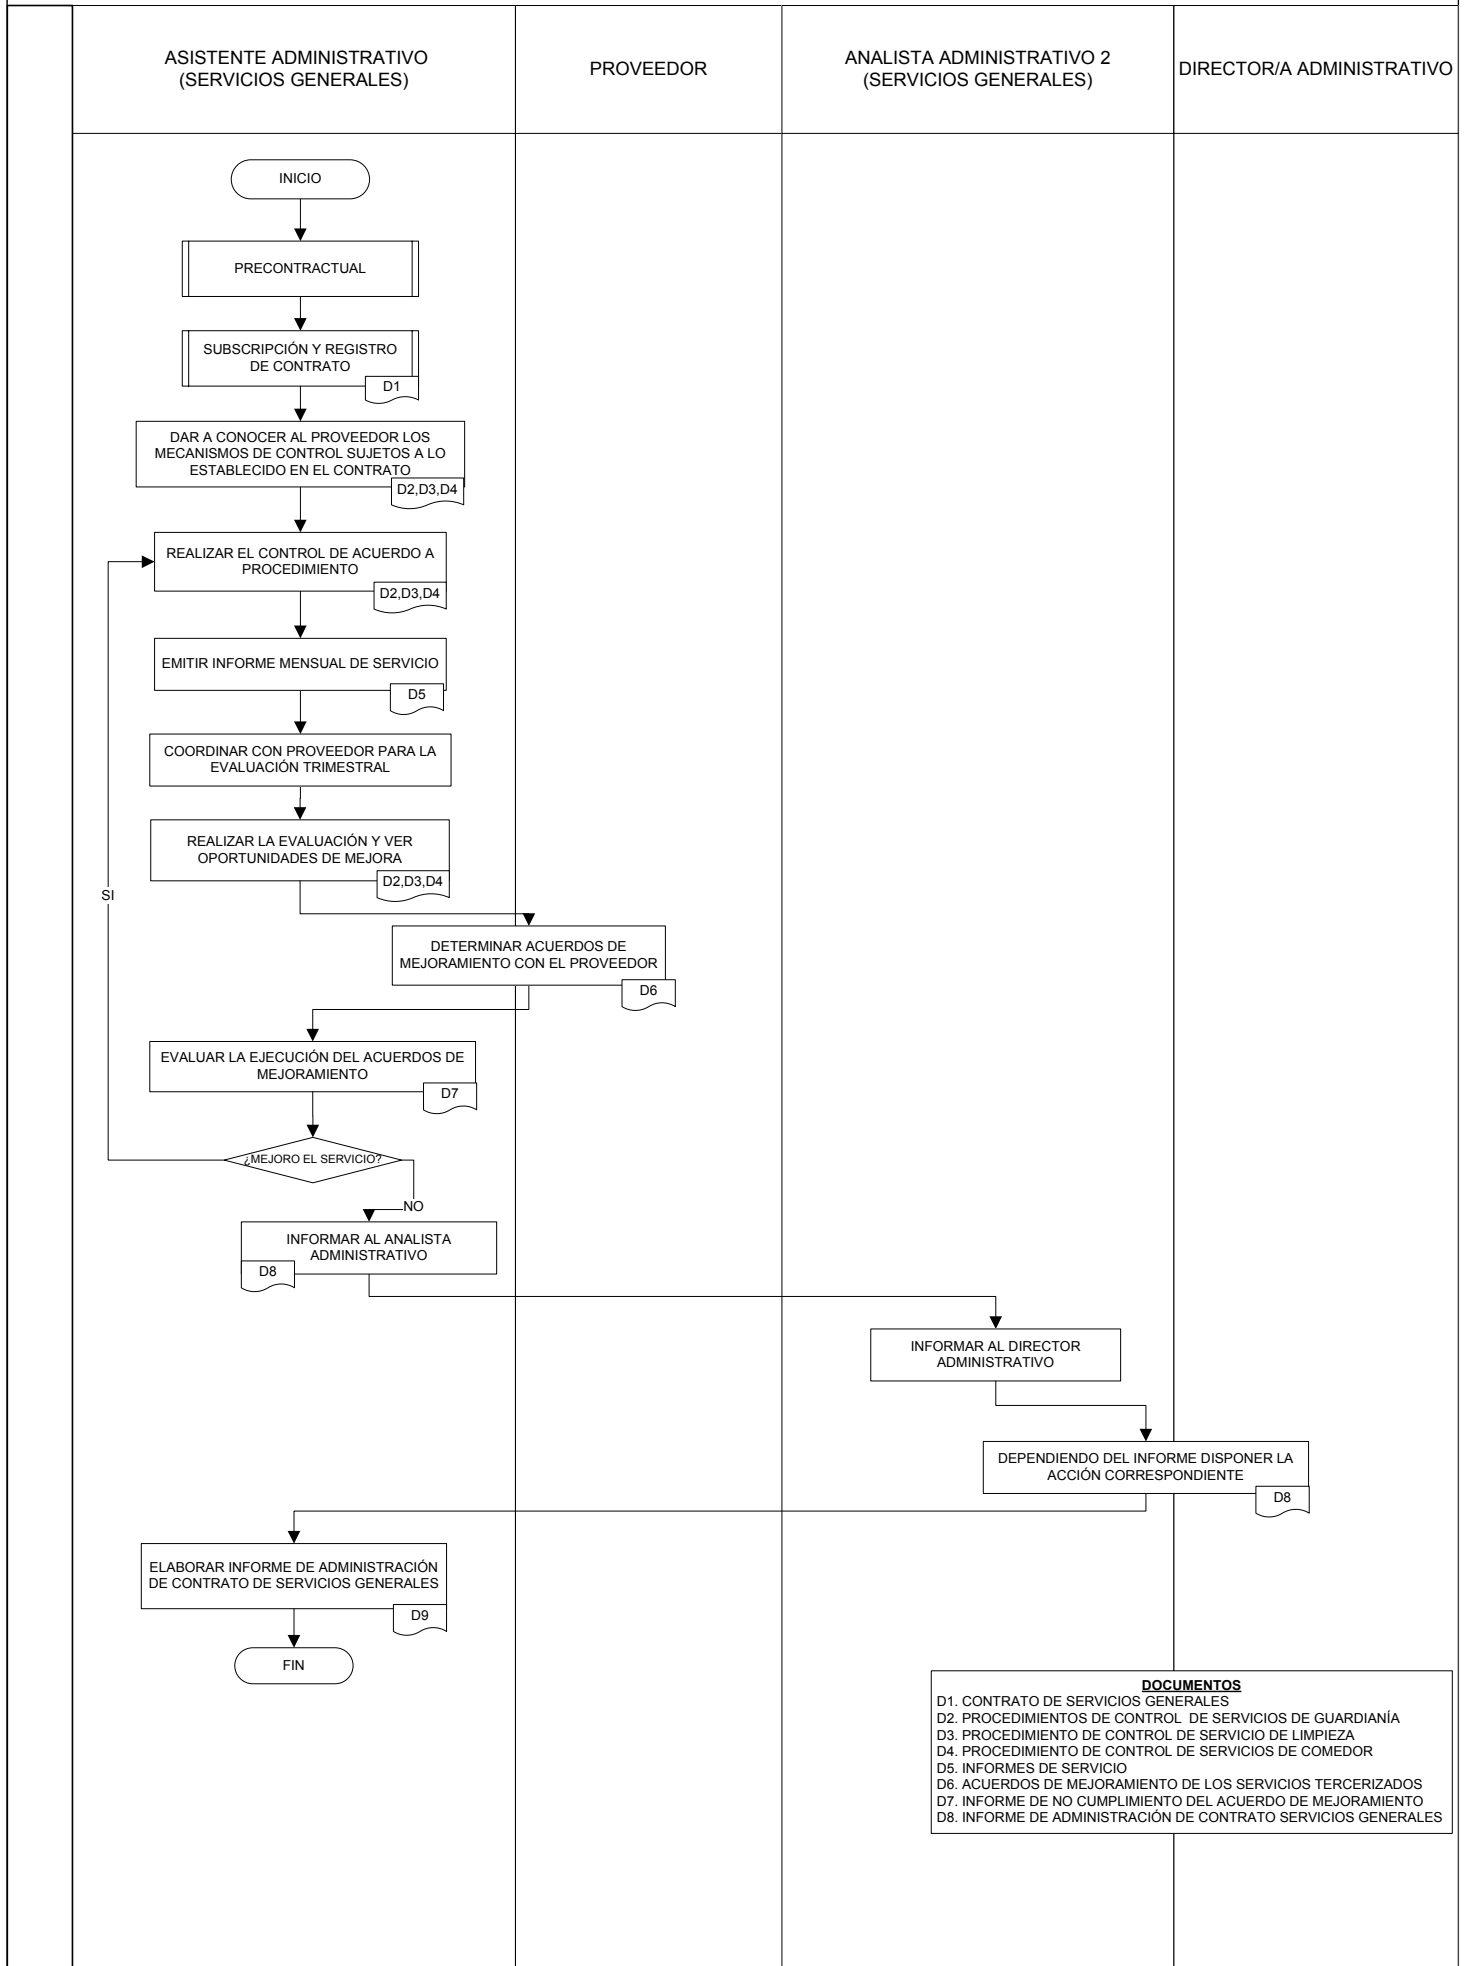 ASISTENTE ADMINISTRATIVO
(SERVICIOS GENERALES)
PROVEEDOR
ANALISTA ADMINISTRATIVO 2
(SERVICIOS GENERALES)
DIRECTOR/A ADMINISTRATIVO
INICIO
PRECONTRACTUAL
SUBSCRIPCIÓN Y REGISTRO
DE CONTRATO
D1
DAR A CONOCER AL PROVEEDOR LOS
MECANISMOS DE CONTROL SUJETOS A LO
ESTABLECIDO EN EL CONTRATO
D2,D3,D4
REALIZAR EL CONTROL DE ACUERDO A
PROCEDIMIENTO
D2,D3,D4
EMITIR INFORME MENSUAL DE SERVICIO
D5
COORDINAR CON PROVEEDOR PARA LA
EVALUACIÓN TRIMESTRAL
REALIZAR LA EVALUACIÓN Y VER
OPORTUNIDADES DE MEJORA
D2,D3,D4
SI
DETERMINAR ACUERDOS DE
MEJORAMIENTO CON EL PROVEEDOR
D6
EVALUAR LA EJECUCIÓN DEL ACUERDOS DE
MEJORAMIENTO
D7
¿MEJORO EL SERVICIO?
NO
INFORMAR AL ANALISTA
ADMINISTRATIVO
D8
INFORMAR AL DIRECTOR
ADMINISTRATIVO
DEPENDIENDO DEL INFORME DISPONER LA
ACCIÓN CORRESPONDIENTE
D8
ELABORAR INFORME DE ADMINISTRACIÓN
DE CONTRATO DE SERVICIOS GENERALES
D9
FIN
DOCUMENTOS
D1. CONTRATO DE SERVICIOS GENERALES
D2. PROCEDIMIENTOS DE CONTROL DE SERVICIOS DE GUARDIANÍA
D3. PROCEDIMIENTO DE CONTROL DE SERVICIO DE LIMPIEZA
D4. PROCEDIMIENTO DE CONTROL DE SERVICIOS DE COMEDOR
D5. INFORMES DE SERVICIO
D6. ACUERDOS DE MEJORAMIENTO DE LOS SERVICIOS TERCERIZADOS
D7. INFORME DE NO CUMPLIMIENTO DEL ACUERDO DE MEJORAMIENTO
D8. INFORME DE ADMINISTRACIÓN DE CONTRATO SERVICIOS GENERALES